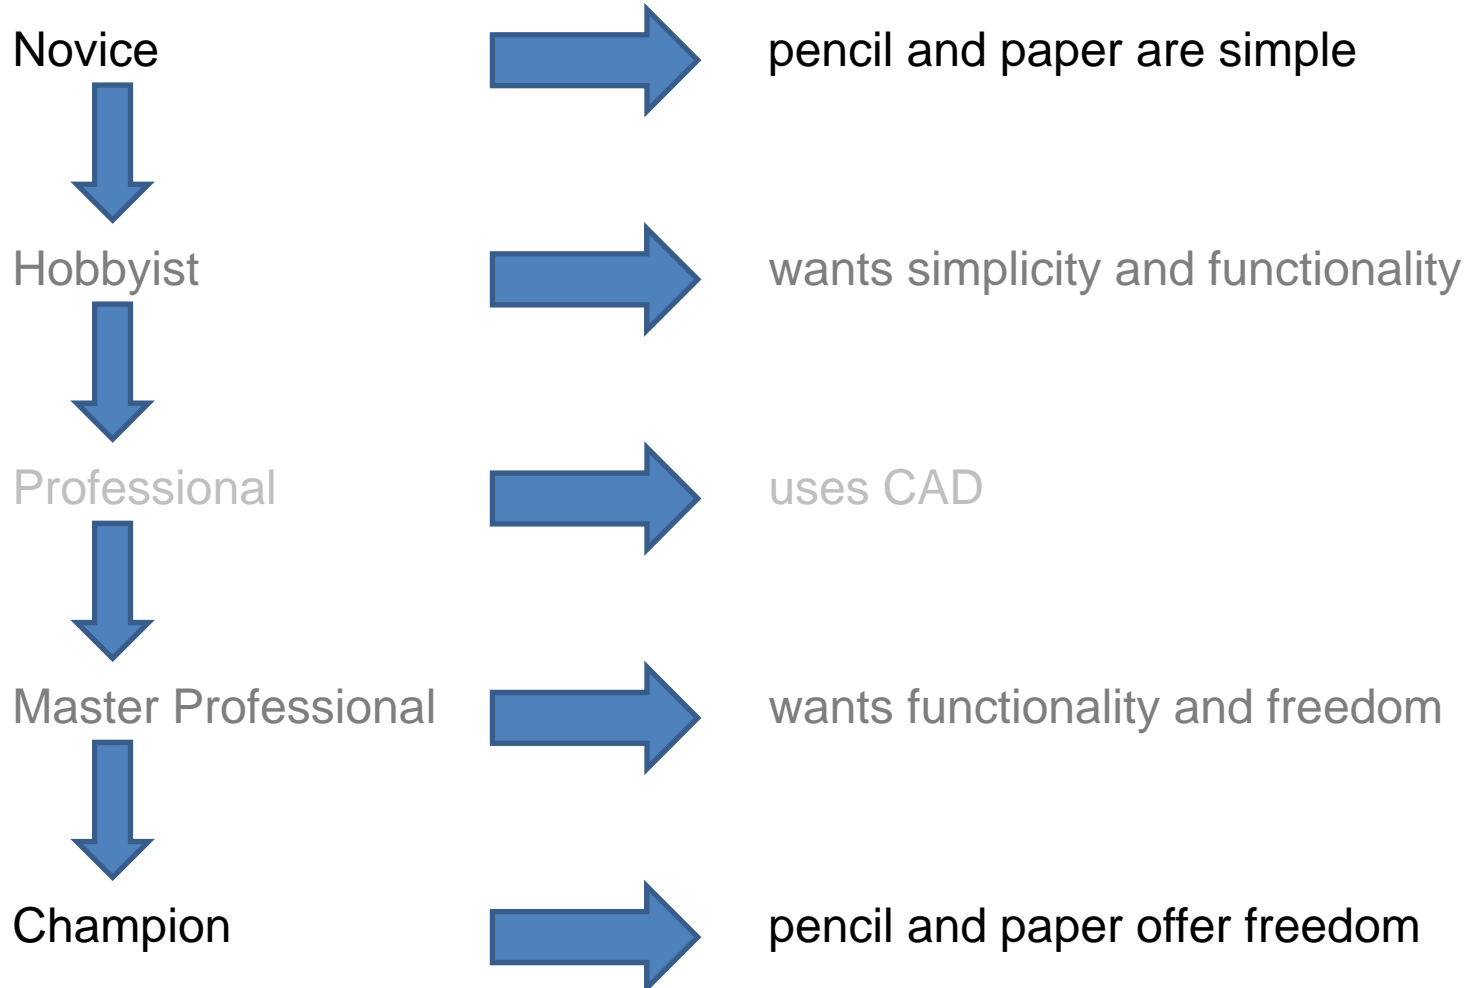 Novice
pencil and paper are simple
Hobbyist
wants simplicity and functionality
Professional
uses CAD
Master Professional
wants functionality and freedom
Champion
pencil and paper offer freedom